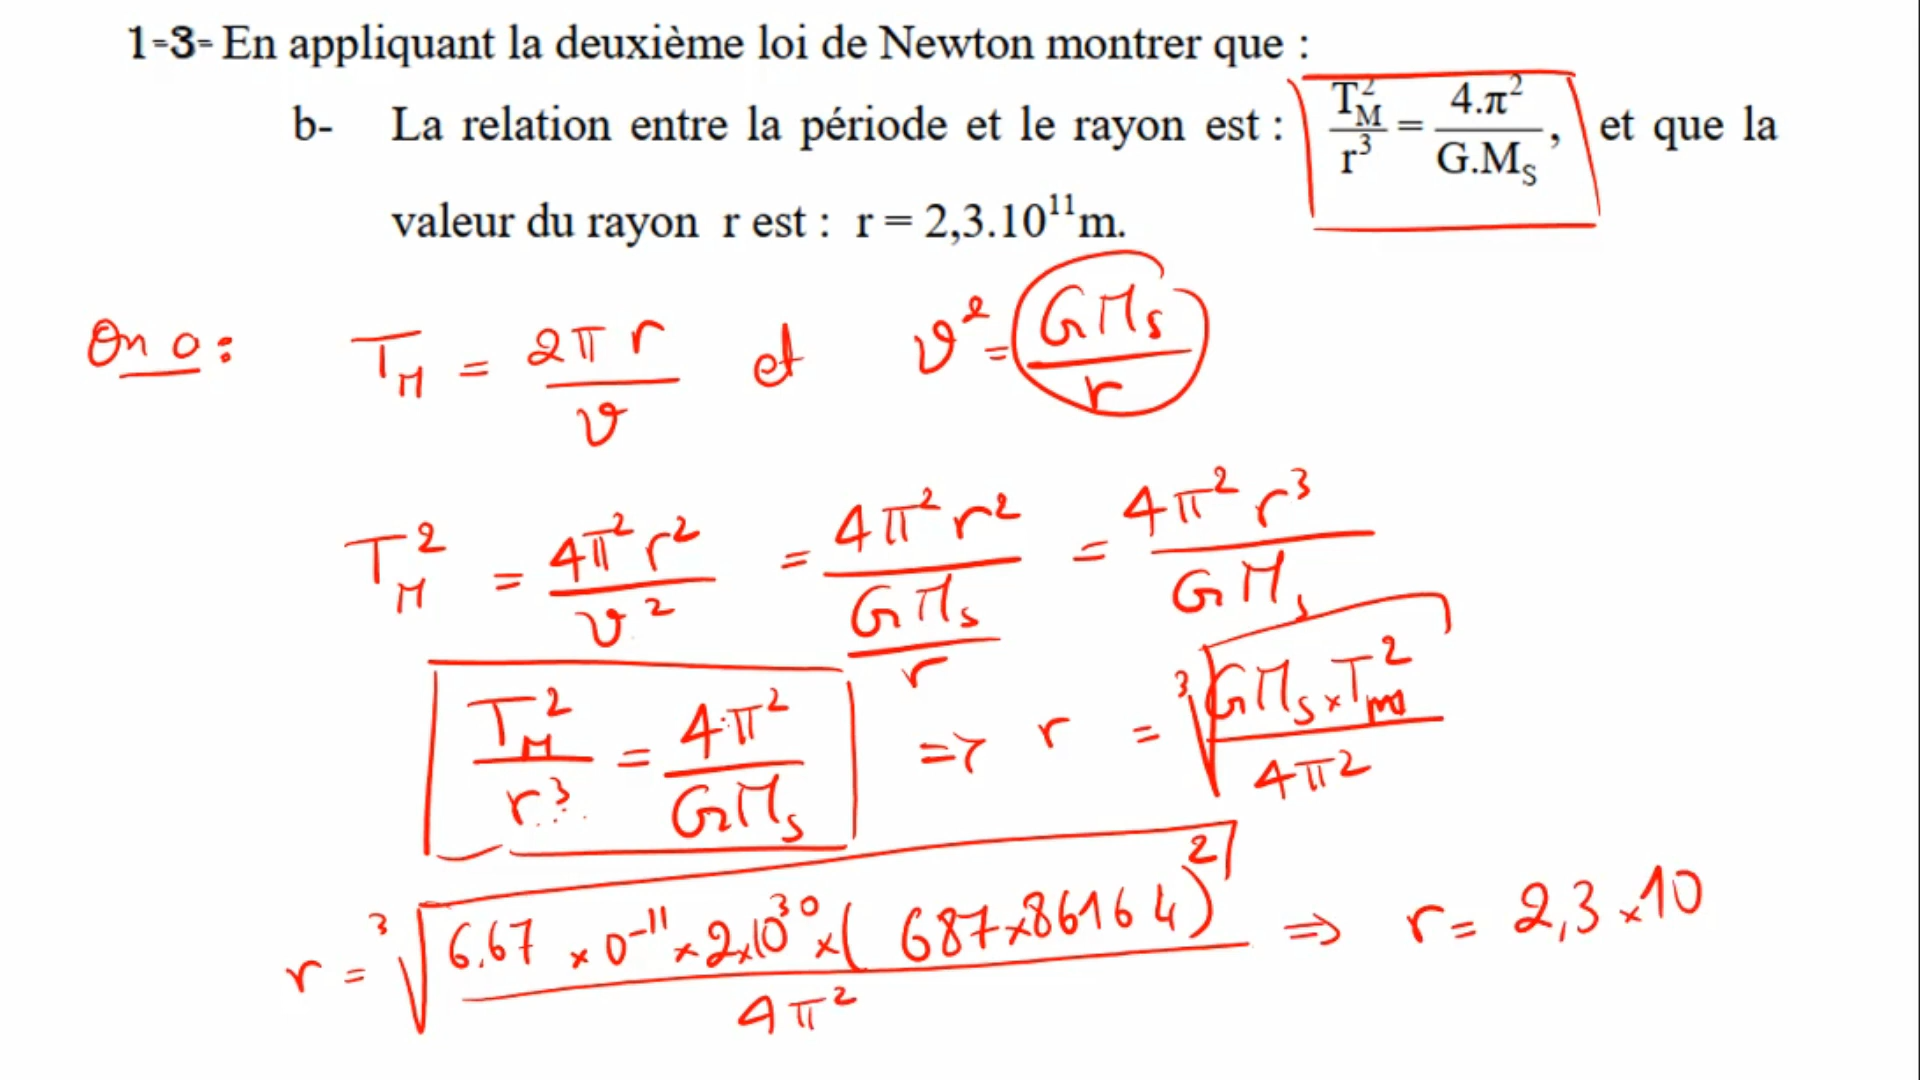 1-3- En appliquant la deuxième loi de Newton montrer que :
b- La relation entre la période et le rayon est : T_M²/r³ = 4.π²/G.M_S, et que la
valeur du rayon r est : r = 2,3.10¹¹m.
On a : T_M = 2πr/v et v² = GM_s/r
T_M² = 4π²r²/v² = 4π²r²/(GM_s/r) = 4π²r³/GM_s
T_M²/r³ = 4π²/GM_s => r = ³√(GM_s×T_m²/4π²)
r = ³√(6.67×0⁻¹¹×2×10³⁰×(687×86164)²/4π²) => r = 2,3×10